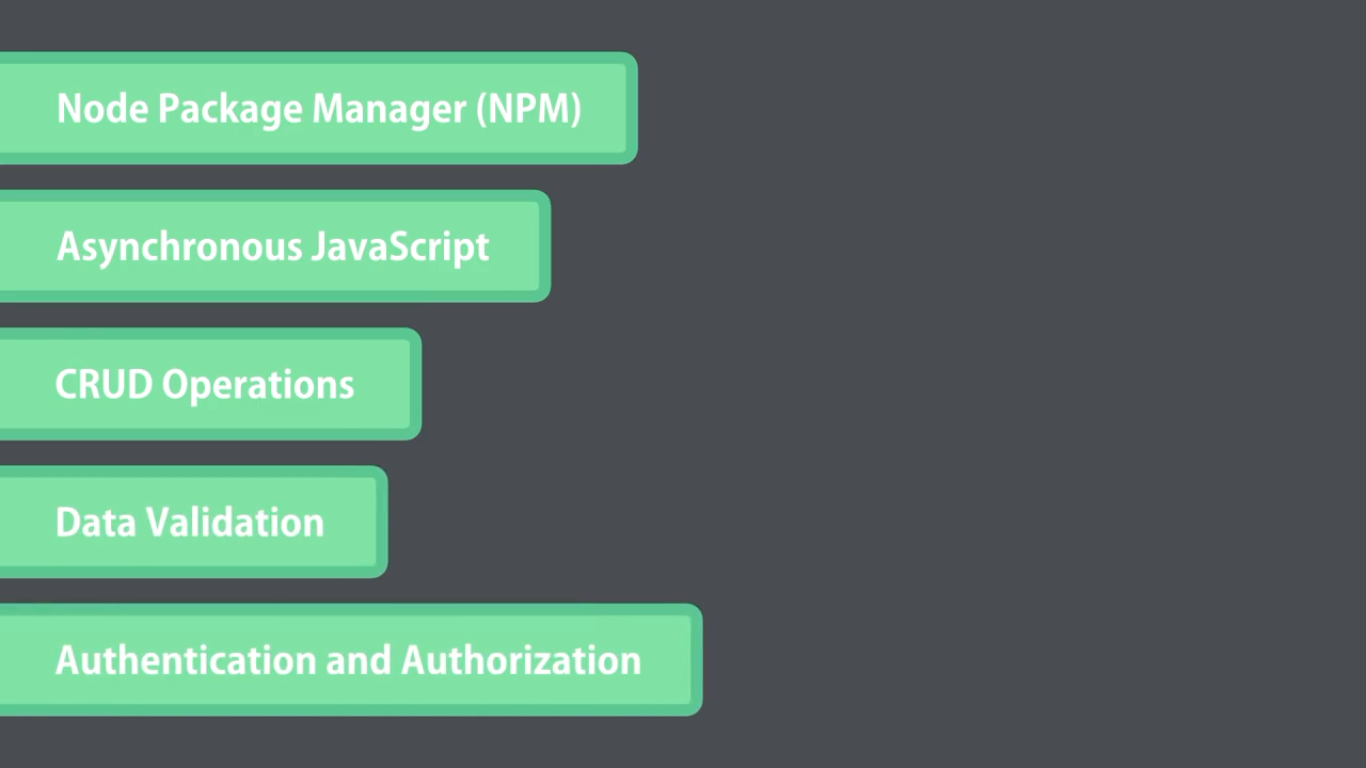 Node Package Manager (NPM)
Asynchronous JavaScript
CRUD Operations
Data Validation
Authentication and Authorization